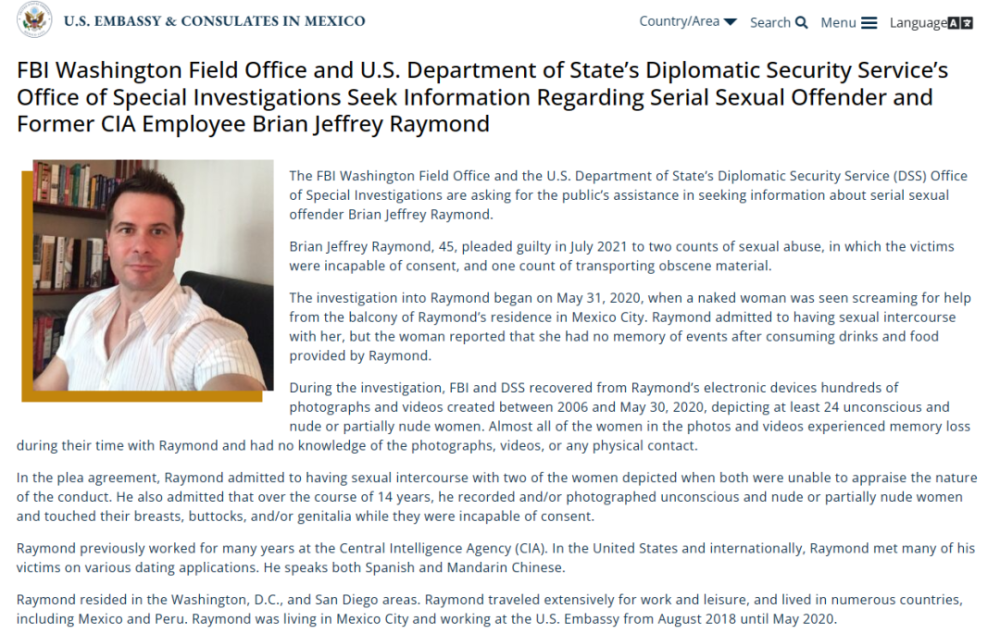 U.S. EMBASSY & CONSULATES IN MEXICO
Country/Area Search Menu Language
FBI Washington Field Office and U.S. Department of State’s Diplomatic Security Service’s
Office of Special Investigations Seek Information Regarding Serial Sexual Offender and
Former CIA Employee Brian Jeffrey Raymond
The FBI Washington Field Office and the U.S. Department of State’s Diplomatic Security Service (DSS) Office
of Special Investigations are asking for the public’s assistance in seeking information about serial sexual
offender Brian Jeffrey Raymond.
Brian Jeffrey Raymond, 45, pleaded guilty in July 2021 to two counts of sexual abuse, in which the victims
were incapable of consent, and one count of transporting obscene material.
The investigation into Raymond began on May 31, 2020, when a naked woman was seen screaming for help
from the balcony of Raymond’s residence in Mexico City. Raymond admitted to having sexual intercourse
with her, but the woman reported that she had no memory of events after consuming drinks and food
provided by Raymond.
During the investigation, FBI and DSS recovered from Raymond’s electronic devices hundreds of
photographs and videos created between 2006 and May 30, 2020, depicting at least 24 unconscious and
nude or partially nude women. Almost all of the women in the photos and videos experienced memory loss
during their time with Raymond and had no knowledge of the photographs, videos, or any physical contact.
In the plea agreement, Raymond admitted to having sexual intercourse with two of the women depicted when both were unable to appraise the nature
of the conduct. He also admitted that over the course of 14 years, he recorded and/or photographed unconscious and nude or partially nude women
and touched their breasts, buttocks, and/or genitalia while they were incapable of consent.
Raymond previously worked for many years at the Central Intelligence Agency (CIA). In the United States and internationally, Raymond met many of his
victims on various dating applications. He speaks both Spanish and Mandarin Chinese.
Raymond resided in the Washington, D.C., and San Diego areas. Raymond traveled extensively for work and leisure, and lived in numerous countries,
including Mexico and Peru. Raymond was living in Mexico City and working at the U.S. Embassy from August 2018 until May 2020.